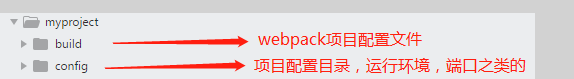 myproject
build webpack项目配置文件
config 项目配置目录，运行环境，端口之类的